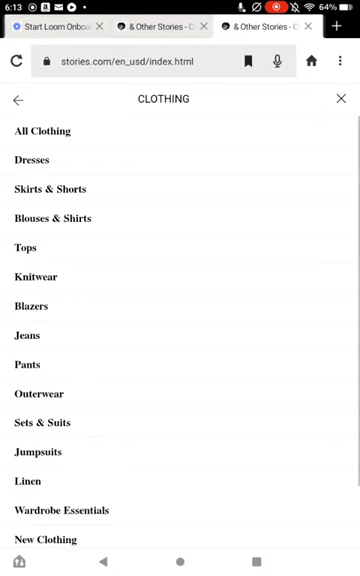 6:13
64%
Start Loom Onboa
& Other Stories - C
& Other Stories - C
stories.com/en_usd/index.html
CLOTHING
All Clothing
Dresses
Skirts & Shorts
Blouses & Shirts
Tops
Knitwear
Blazers
Jeans
Pants
Outerwear
Sets & Suits
Jumpsuits
Linen
Wardrobe Essentials
New Clothing